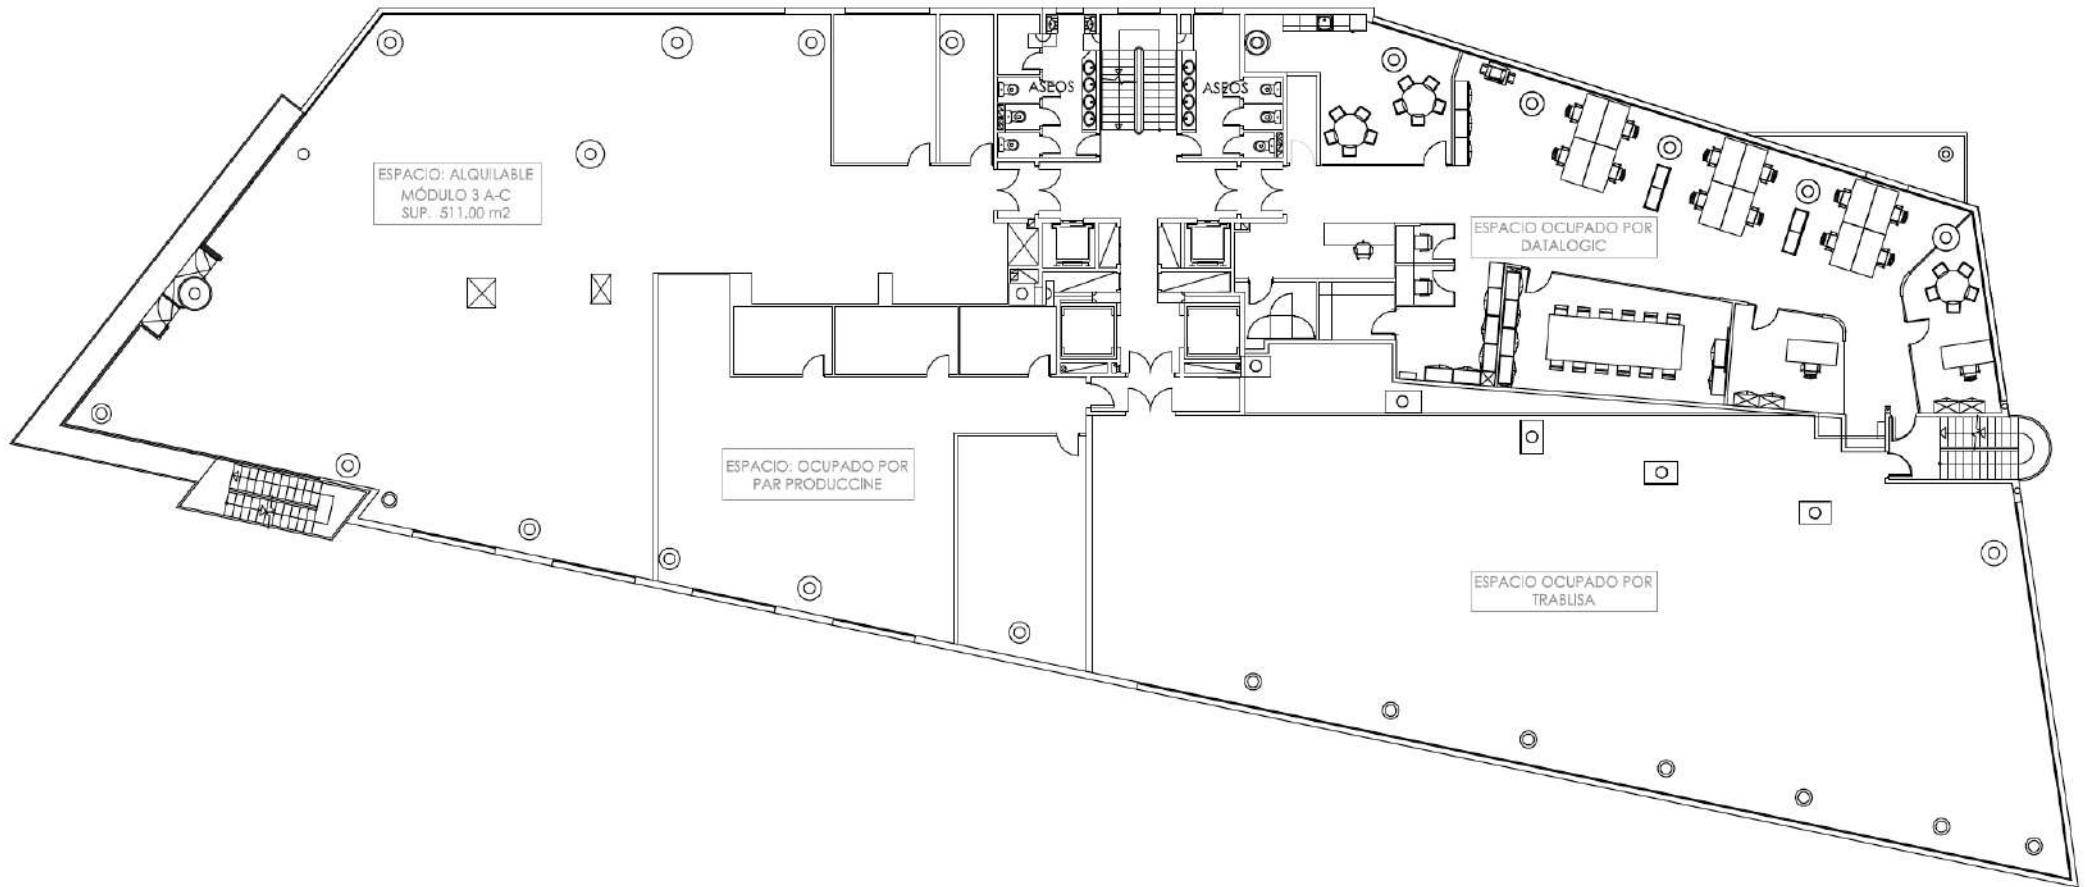 ASEOS
ASEOS
ESPACIO: ALQUILABLE
MÓDULO 3 A-C
SUP. 511,00 m2
ESPACIO OCUPADO POR
DATALOGIC
ESPACIO: OCUPADO POR
PAR PRODUCCINE
ESPACIO OCUPADO POR
TRABLISA